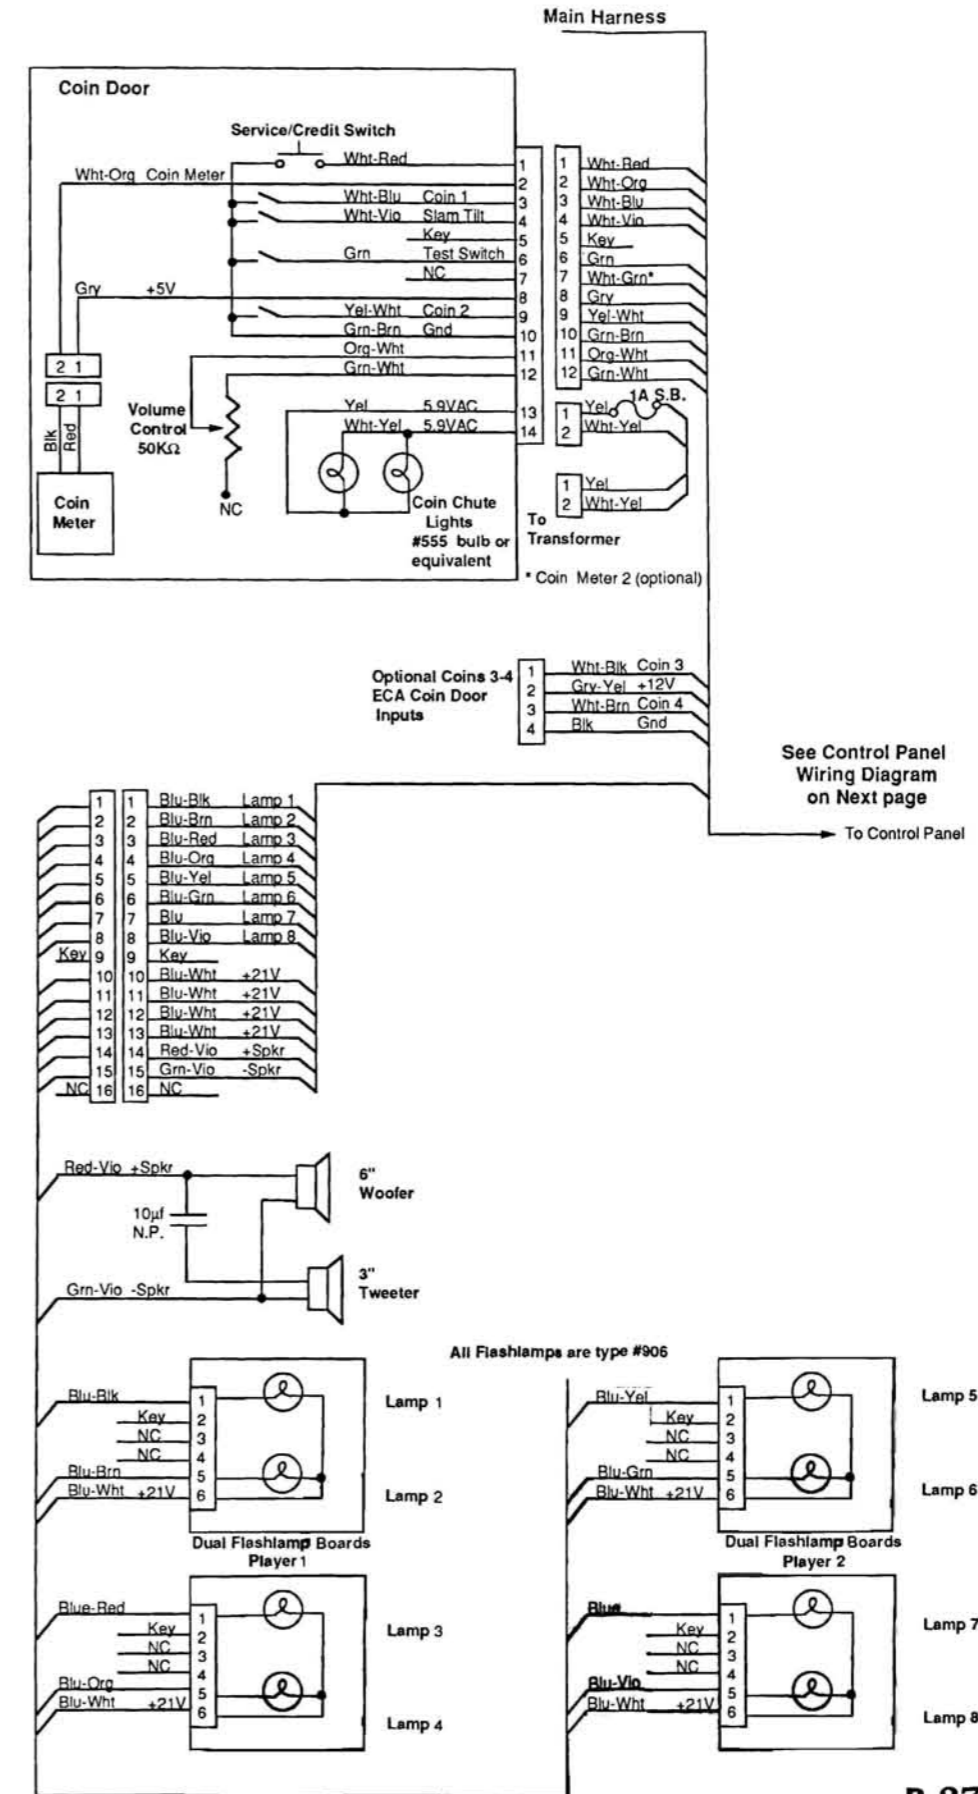 Main Harness
Coin Door
Service/Credit Switch
Wht-Red
Wht-Org Coin Meter
Wht-Blu Coin 1
Wht-Vio Slam Tilt
Key
Grn Test Switch
NC
Gry +5V
Yel-Wht Coin 2
Grn-Brn Gnd
Org-Wht
Grn-Wht
Yel 5.9VAC
Wht-Yel 5.9VAC
1
2
3
4
5
6
7
8
9
10
11
12
13
14
1 Wht-Red
2 Wht-Org
3 Wht-Blu
4 Wht-Vio
5 Key
6 Grn
7 Wht-Grn*
8 Gry
9 Yel-Wht
10 Grn-Brn
11 Org-Wht
12 Grn-Wht
1 Yel 1A S.B.
2 Wht-Yel
1 Yel
2 Wht-Yel
To
Transformer
* Coin Meter 2 (optional)
2 1
2 1
Blk
Red
Coin
Meter
Volume
Control
50KΩ
NC
Coin Chute
Lights
#555 bulb or
equivalent
Optional Coins 3-4
ECA Coin Door
Inputs
1 Wht-Blk Coin 3
2 Gry-Yel +12V
3 Wht-Brn Coin 4
4 Blk Gnd
See Control Panel
Wiring Diagram
on Next page
To Control Panel
1 1 Blu-Blk Lamp 1
2 2 Blu-Brn Lamp 2
3 3 Blu-Red Lamp 3
4 4 Blu-Org Lamp 4
5 5 Blu-Yel Lamp 5
6 6 Blu-Grn Lamp 6
7 7 Blu Lamp 7
8 8 Blu-Vio Lamp 8
Key 9 9 Key
10 10 Blu-Wht +21V
11 11 Blu-Wht +21V
12 12 Blu-Wht +21V
13 13 Blu-Wht +21V
14 14 Red-Vio +Spkr
15 15 Grn-Vio -Spkr
NC 16 16 NC
Red-Vio +Spkr
6"
Woofer
10µf
N.P.
3"
Tweeter
Grn-Vio -Spkr
All Flashlamps are type #906
Blu-Blk 1
Key 2
NC 3
NC 4
Blu-Brn 5
Blu-Wht +21V 6
Lamp 1
Lamp 2
Dual Flashlamp Boards
Player 1
Blue-Red 1
Key 2
NC 3
NC 4
Blu-Org 5
Blu-Wht +21V 6
Lamp 3
Lamp 4
Blu-Yel 1
Key 2
NC 3
NC 4
Blu-Grn 5
Blu-Wht +21V 6
Lamp 5
Lamp 6
Dual Flashlamp Boards
Player 2
Blue 1
Key 2
NC 3
NC 4
Blu-Vio 5
Blu-Wht +21V 6
Lamp 7
Lamp 8